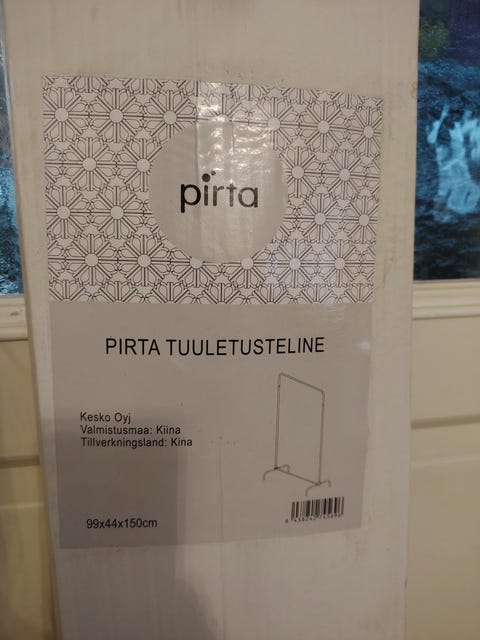 pirta
PIRTA TUULETUSTELINE
Kesko Oyj
Valmistusmaa: Kiina
Tillverkningsland: Kina
99x44x150cm